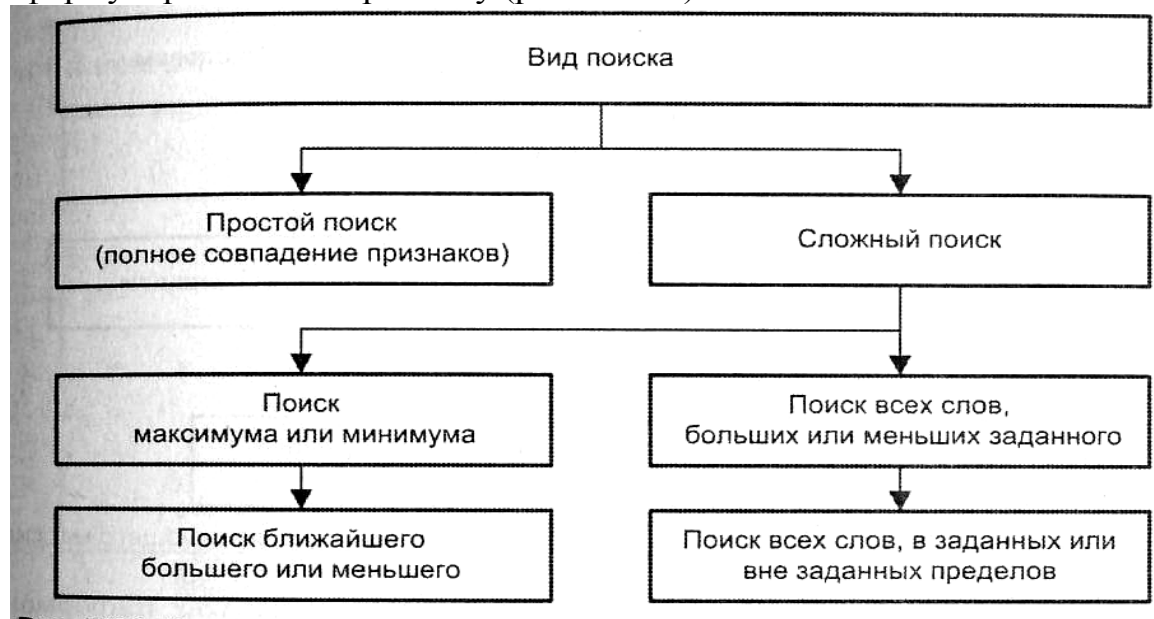 Вид поиска
Простой поиск
(полное совпадение признаков)
Сложный поиск
Поиск
максимума или минимума
Поиск всех слов,
больших или меньших заданного
Поиск ближайшего
большего или меньшего
Поиск всех слов, в заданных или
вне заданных пределов